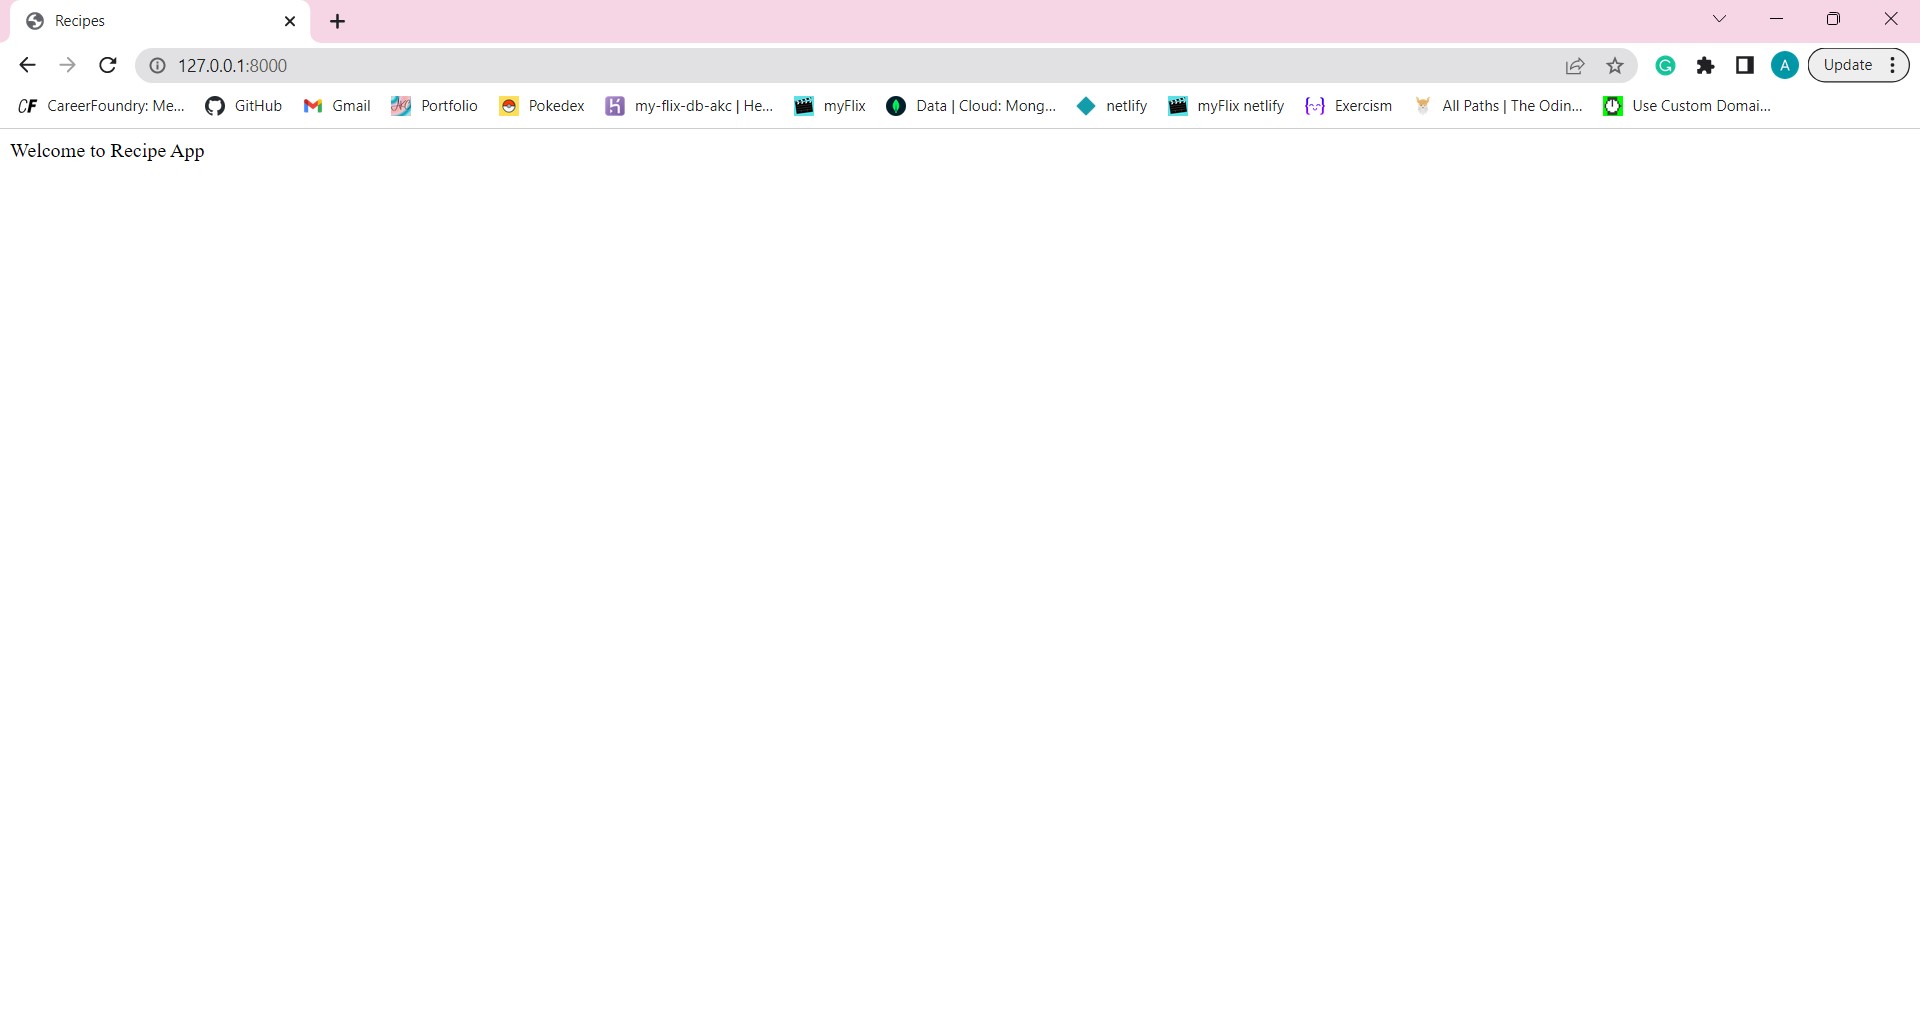 Recipes
127.0.0.1:8000
A
Update
CF CareerFoundry: Me... GitHub Gmail Portfolio Pokedex my-flix-db-akc | He... myFlix Data | Cloud: Mong... netlify myFlix netlify Exercism All Paths | The Odin... Use Custom Domai...
Welcome to Recipe App